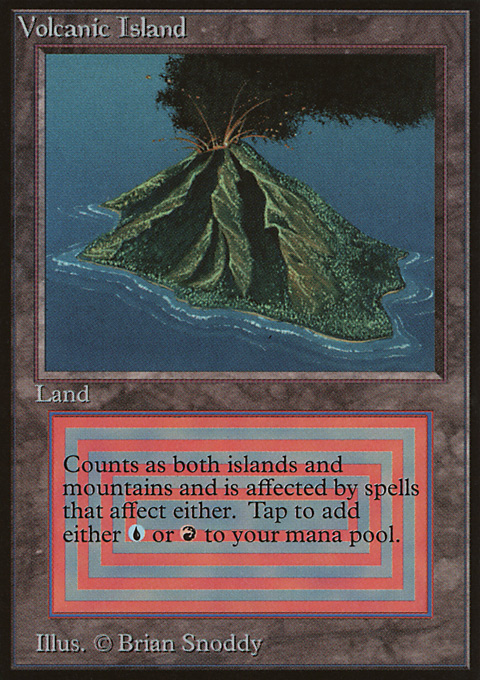 Volcanic Island
Land
Counts as both islands and
mountains and is affected by spells
that affect either. Tap to add
either or to your mana pool.
Illus. © Brian Snoddy